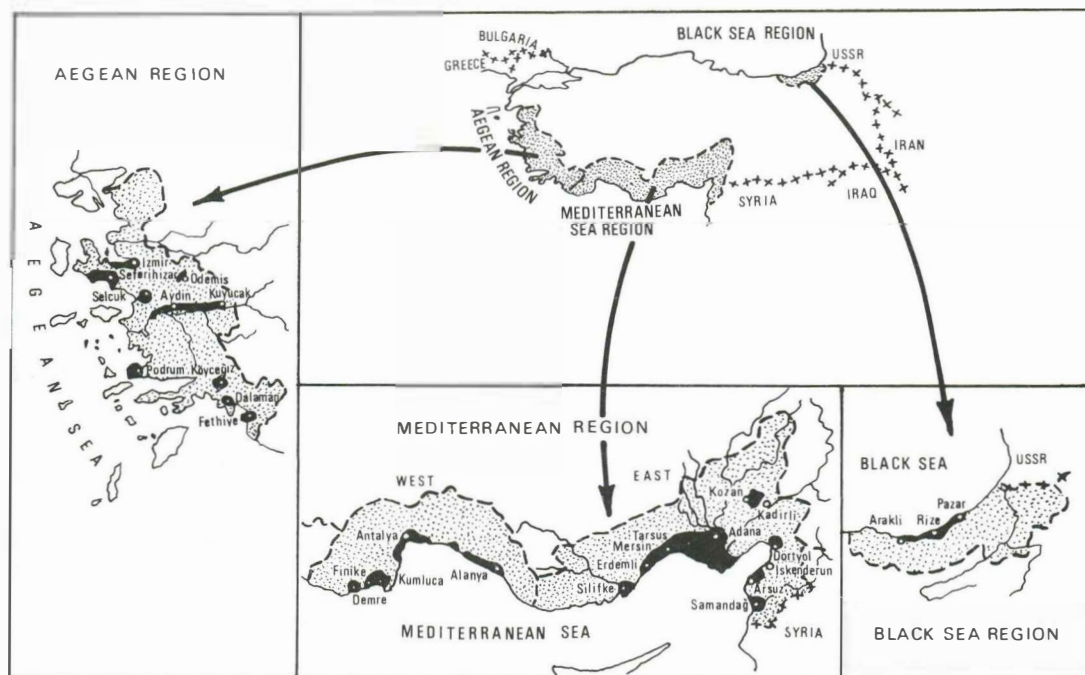 AEGEAN REGION
AEGEAN SEA
Izmir
Seferihizar
Odemis
Selcuk
Aydin
Kuyucak
Podrum
Köyceğiz
Dalaman
Fethiye
BULGARIA
GREECE
BLACK SEA REGION
USSR
AEGEAN REGION
IRAN
SYRIA
IRAQ
MEDITERRANEAN
SEA REGION
MEDITERRANEAN REGION
WEST
EAST
Kozan
Kadirli
Antalya
Tarsus
Adana
Mersin
Erdemli
Dortyol
Iskenderun
Finike
Kumluca
Alanya
Silifke
Arsuz
Demre
Samandağ
MEDITERRANEAN SEA
SYRIA
BLACK SEA
USSR
Pazar
Arakli
Rize
BLACK SEA REGION